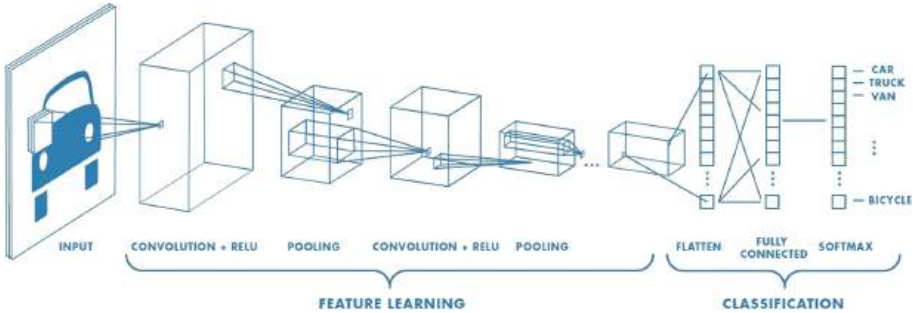 CAR
TRUCK
VAN
BICYCLE
INPUT
CONVOLUTION + RELU
POOLING
CONVOLUTION + RELU
POOLING
FLATTEN
FULLY
CONNECTED
SOFTMAX
FEATURE LEARNING
CLASSIFICATION